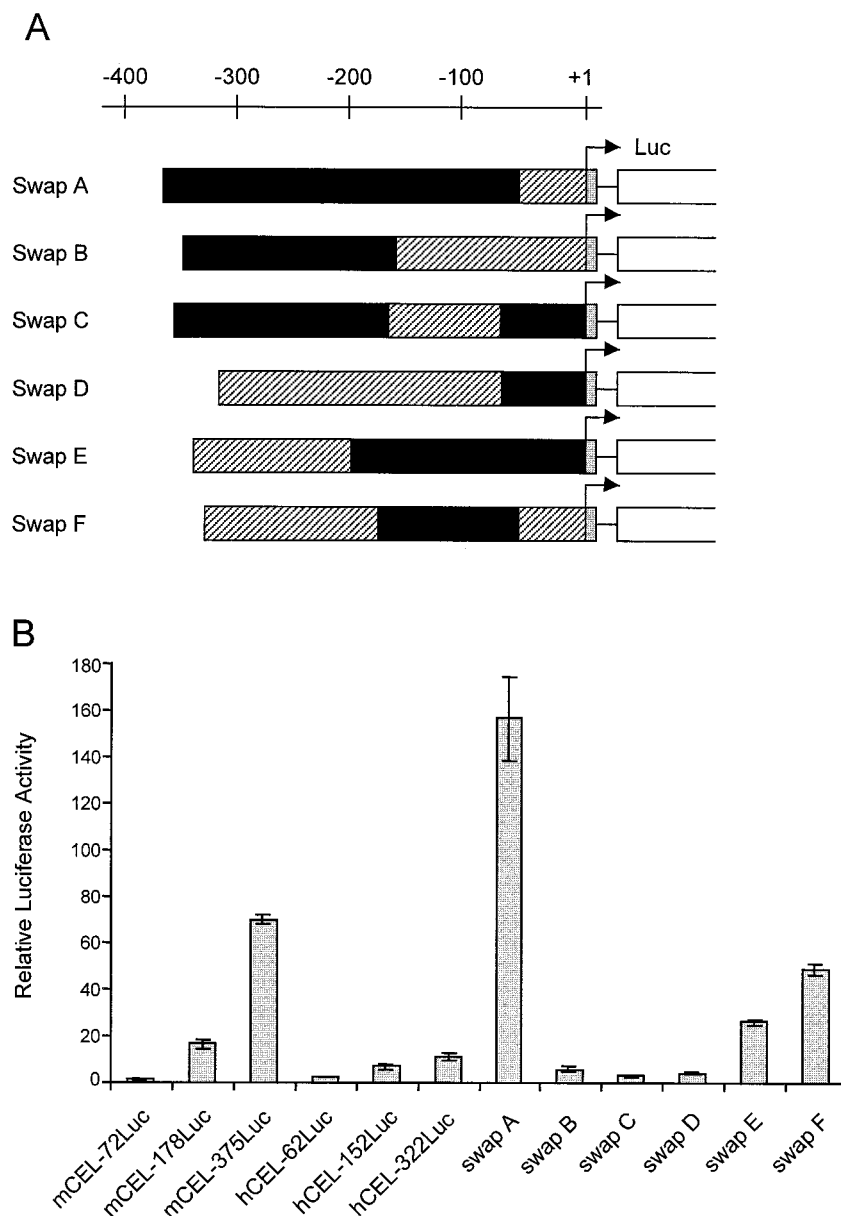 A
-400 -300 -200 -100 +1
Luc
Swap A
Swap B
Swap C
Swap D
Swap E
Swap F
B
Relative Luciferase Activity
180
160
140
120
100
80
60
40
20
0
mCEL-72Luc
mCEL-178Luc
mCEL-375Luc
hCEL-62Luc
hCEL-152Luc
hCEL-322Luc
swap A
swap B
swap C
swap D
swap E
swap F